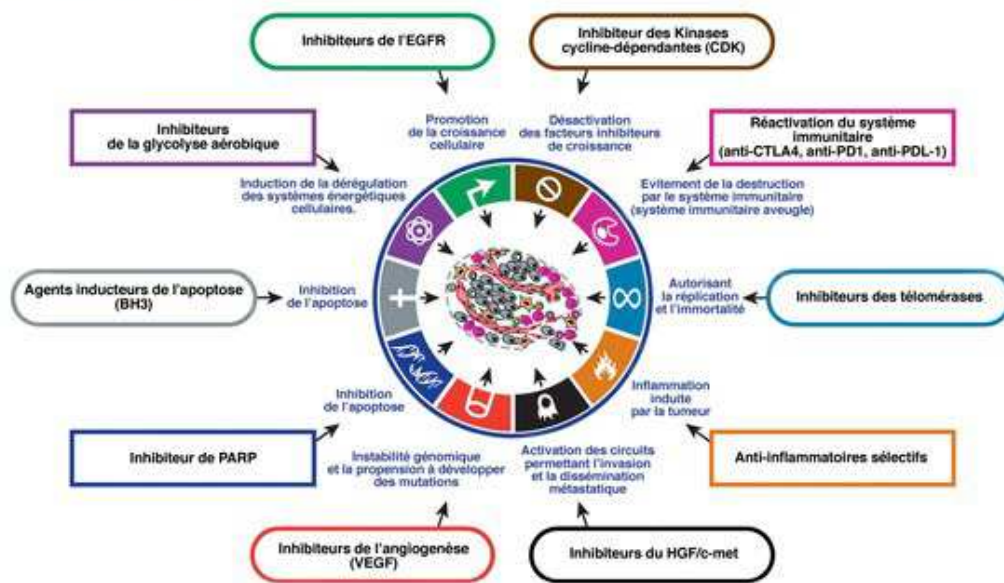 Inhibiteurs de l'EGFR
Inhibiteur des Kinases
cycline-dépendantes (CDK)
Inhibiteurs
de la glycolyse aérobique
Promotion
de la croissance
cellulaire
Désactivation
des facteurs inhibiteurs
de croissance
Réactivation du système
immunitaire
(anti-CTLA4, anti-PD1, anti-PDL-1)
Induction de la dérégulation
des systèmes énergétiques
cellulaires.
Evitement de la destruction
par le système immunitaire
(système immunitaire aveugle)
Agents inducteurs de l'apoptose
(BH3)
Inhibition
de l'apoptose
Autorisant
la réplication
et l'immortalité
Inhibiteurs des télomérases
Inhibition
de l'apoptose
Inflammation
induite
par la tumeur
Inhibiteur de PARP
Instabilité génomique
et la propension à développer
des mutations
Activation des circuits
permettant l'invasion
et la dissémination
métastatique
Anti-inflammatoires sélectifs
Inhibiteurs de l'angiogenèse
(VEGF)
Inhibiteurs du HGF/c-met